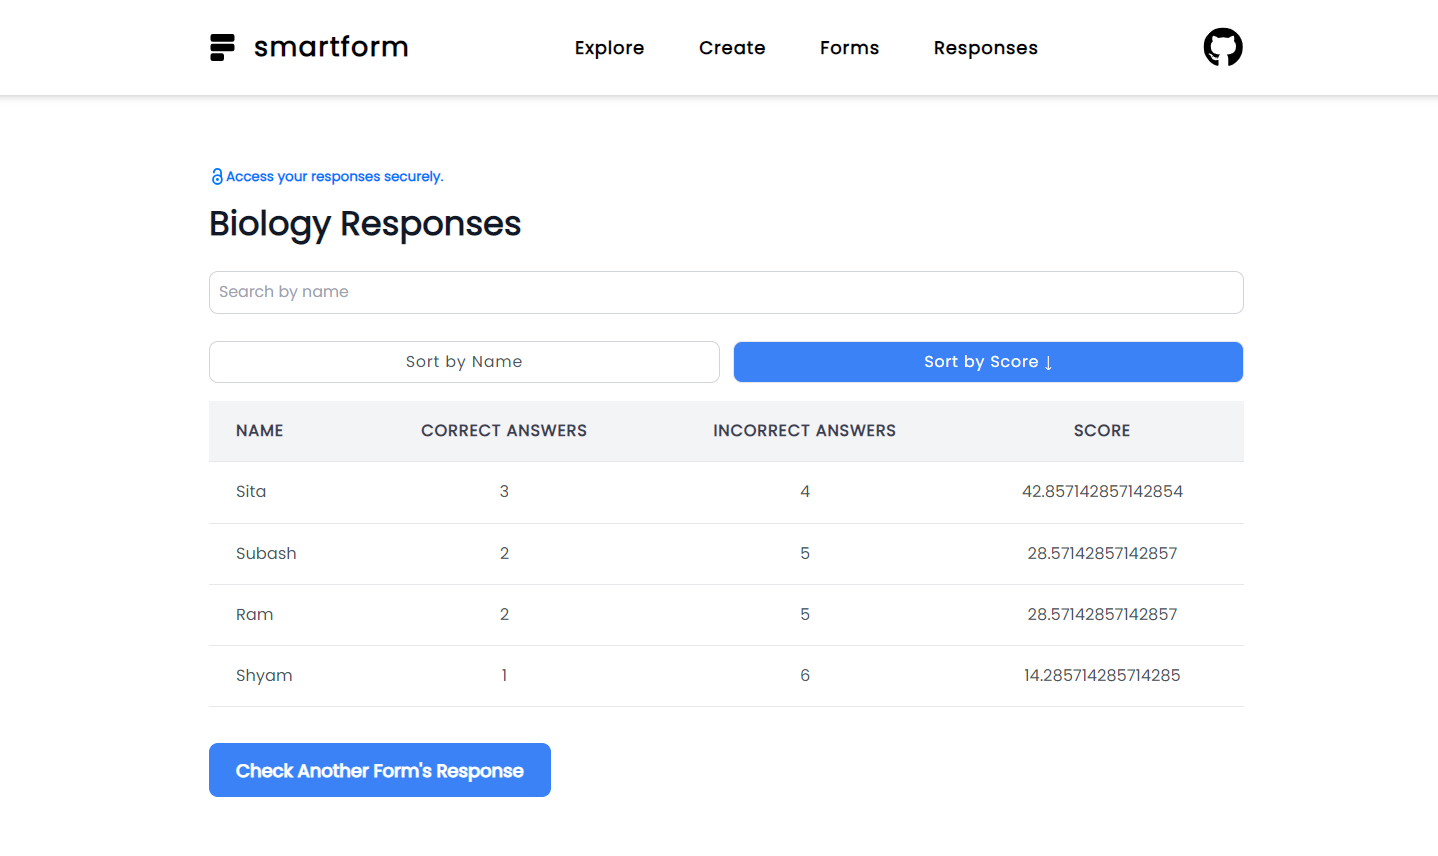 smartform Explore Create Forms Responses
Access your responses securely.
Biology Responses
Search by name
Sort by Name Sort by Score ↓
NAME CORRECT ANSWERS INCORRECT ANSWERS SCORE
Sita 3 4 42.857142857142854
Subash 2 5 28.57142857142857
Ram 2 5 28.57142857142857
Shyam 1 6 14.285714285714285
Check Another Form's Response